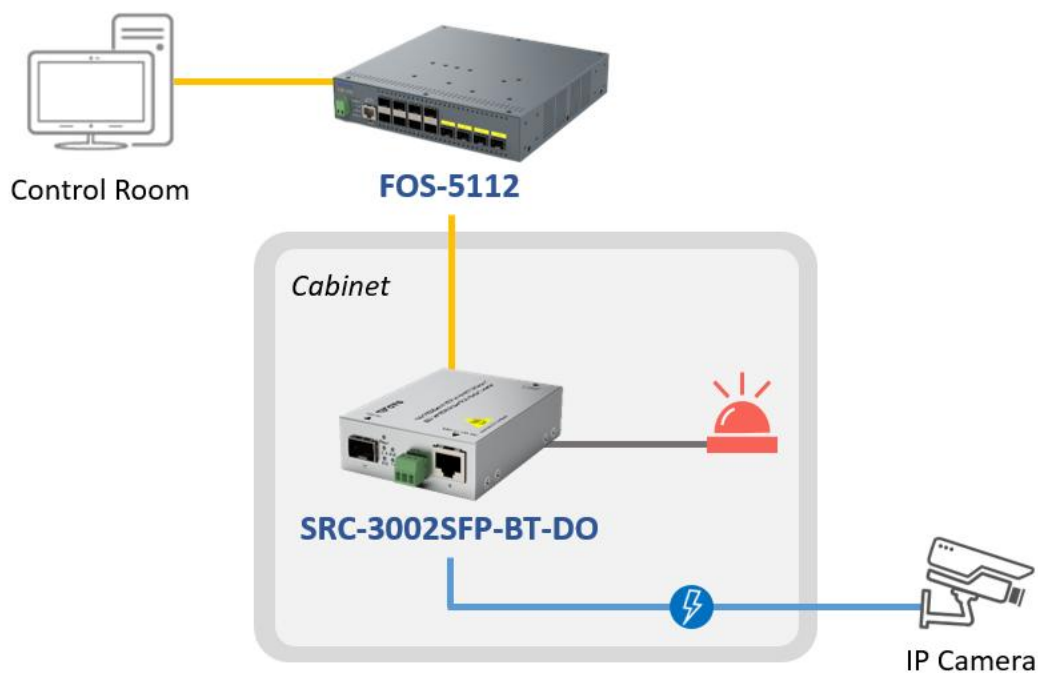 Control Room
FOS-5112
Cabinet
SRC-3002SFP-BT-DO
IP Camera